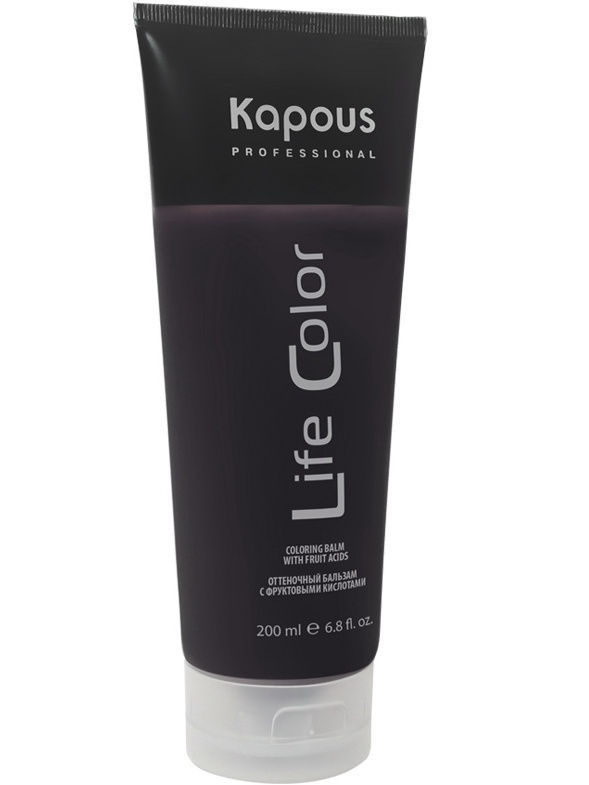 Kapous
PROFESSIONAL
Life Color
COLORING BALM
WITH FRUIT ACIDS
ОТТЕНОЧНЫЙ БАЛЬЗАМ
С ФРУКТОВЫМИ КИСЛОТАМИ
200 ml ℮ 6.8 fl. oz.